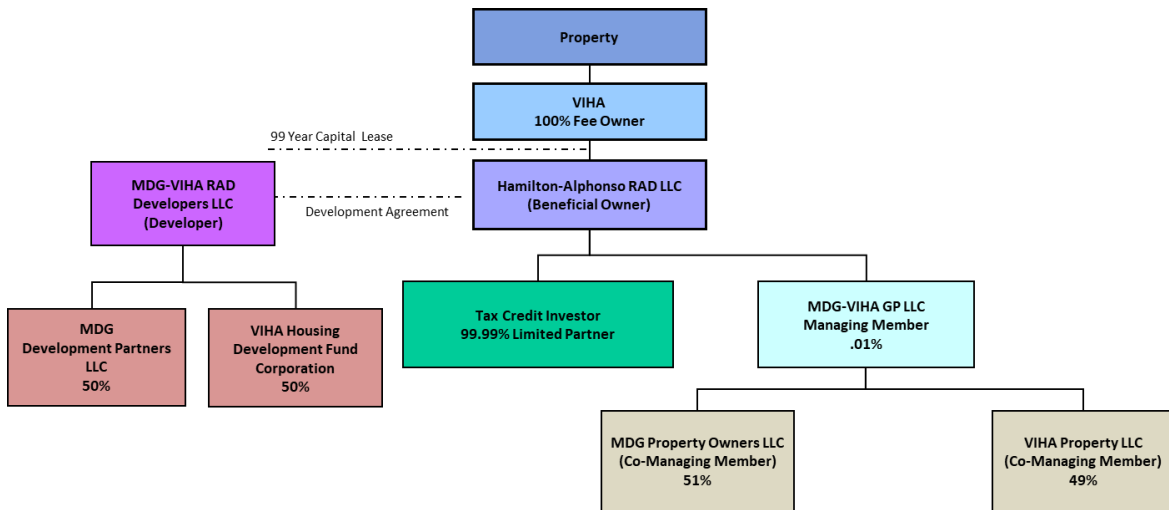 Property
VIHA
100% Fee Owner
99 Year Capital Lease
MDG-VIHA RAD
Developers LLC
(Developer)
Hamilton-Alphonso RAD LLC
(Beneficial Owner)
Development Agreement
MDG
Development Partners
LLC
50%
VIHA Housing
Development Fund
Corporation
50%
Tax Credit Investor
99.99% Limited Partner
MDG-VIHA GP LLC
Managing Member
.01%
MDG Property Owners LLC
(Co-Managing Member)
51%
VIHA Property LLC
(Co-Managing Member)
49%